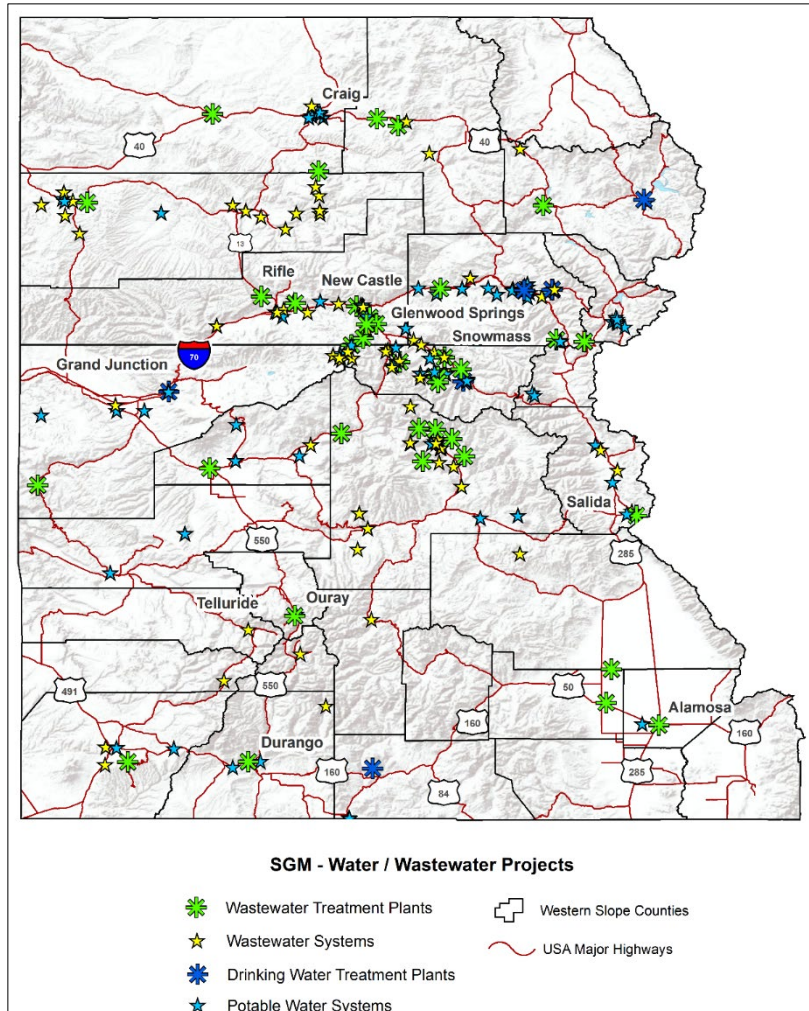 Craig
40
40
13
Rifle
New Castle
Glenwood Springs
Snowmass
Grand Junction
70
Salida
550
285
Telluride
Ouray
491
550
50
Alamosa
160
160
Durango
160
285
84
SGM - Water / Wastewater Projects
Wastewater Treatment Plants
Western Slope Counties
Wastewater Systems
USA Major Highways
Drinking Water Treatment Plants
Potable Water Systems